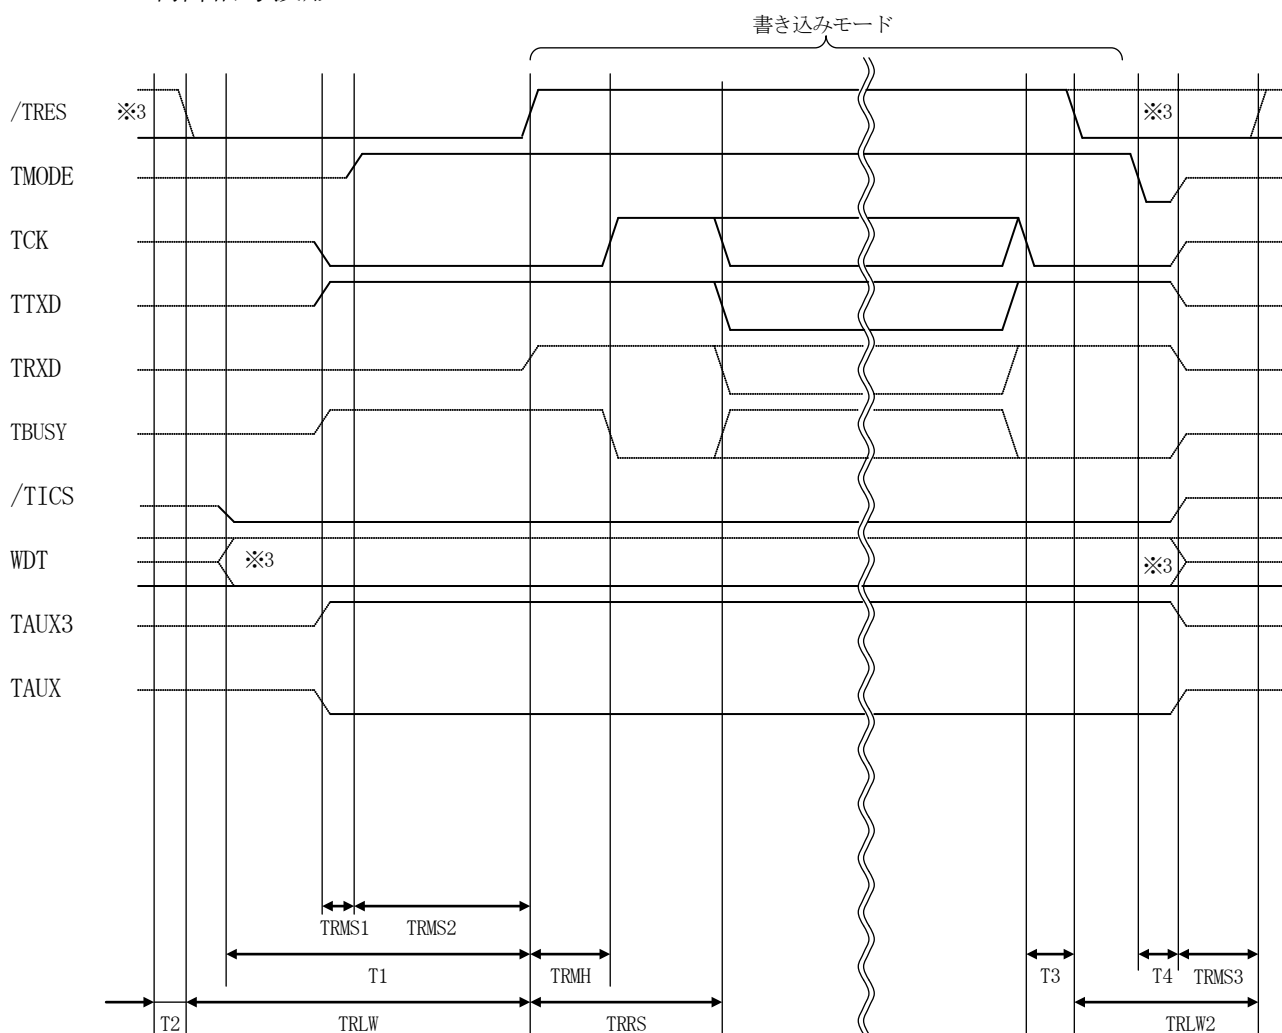 書き込みモード
/TRES ※3 ※3
TMODE
TCK
TTXD
TRXD
TBUSY
/TICS
WDT ※3 ※3
TAUX3
TAUX
TRMS1 TRMS2
T1 TRMH T3 T4 TRMS3
T2 TRLW TRRS TRLW2